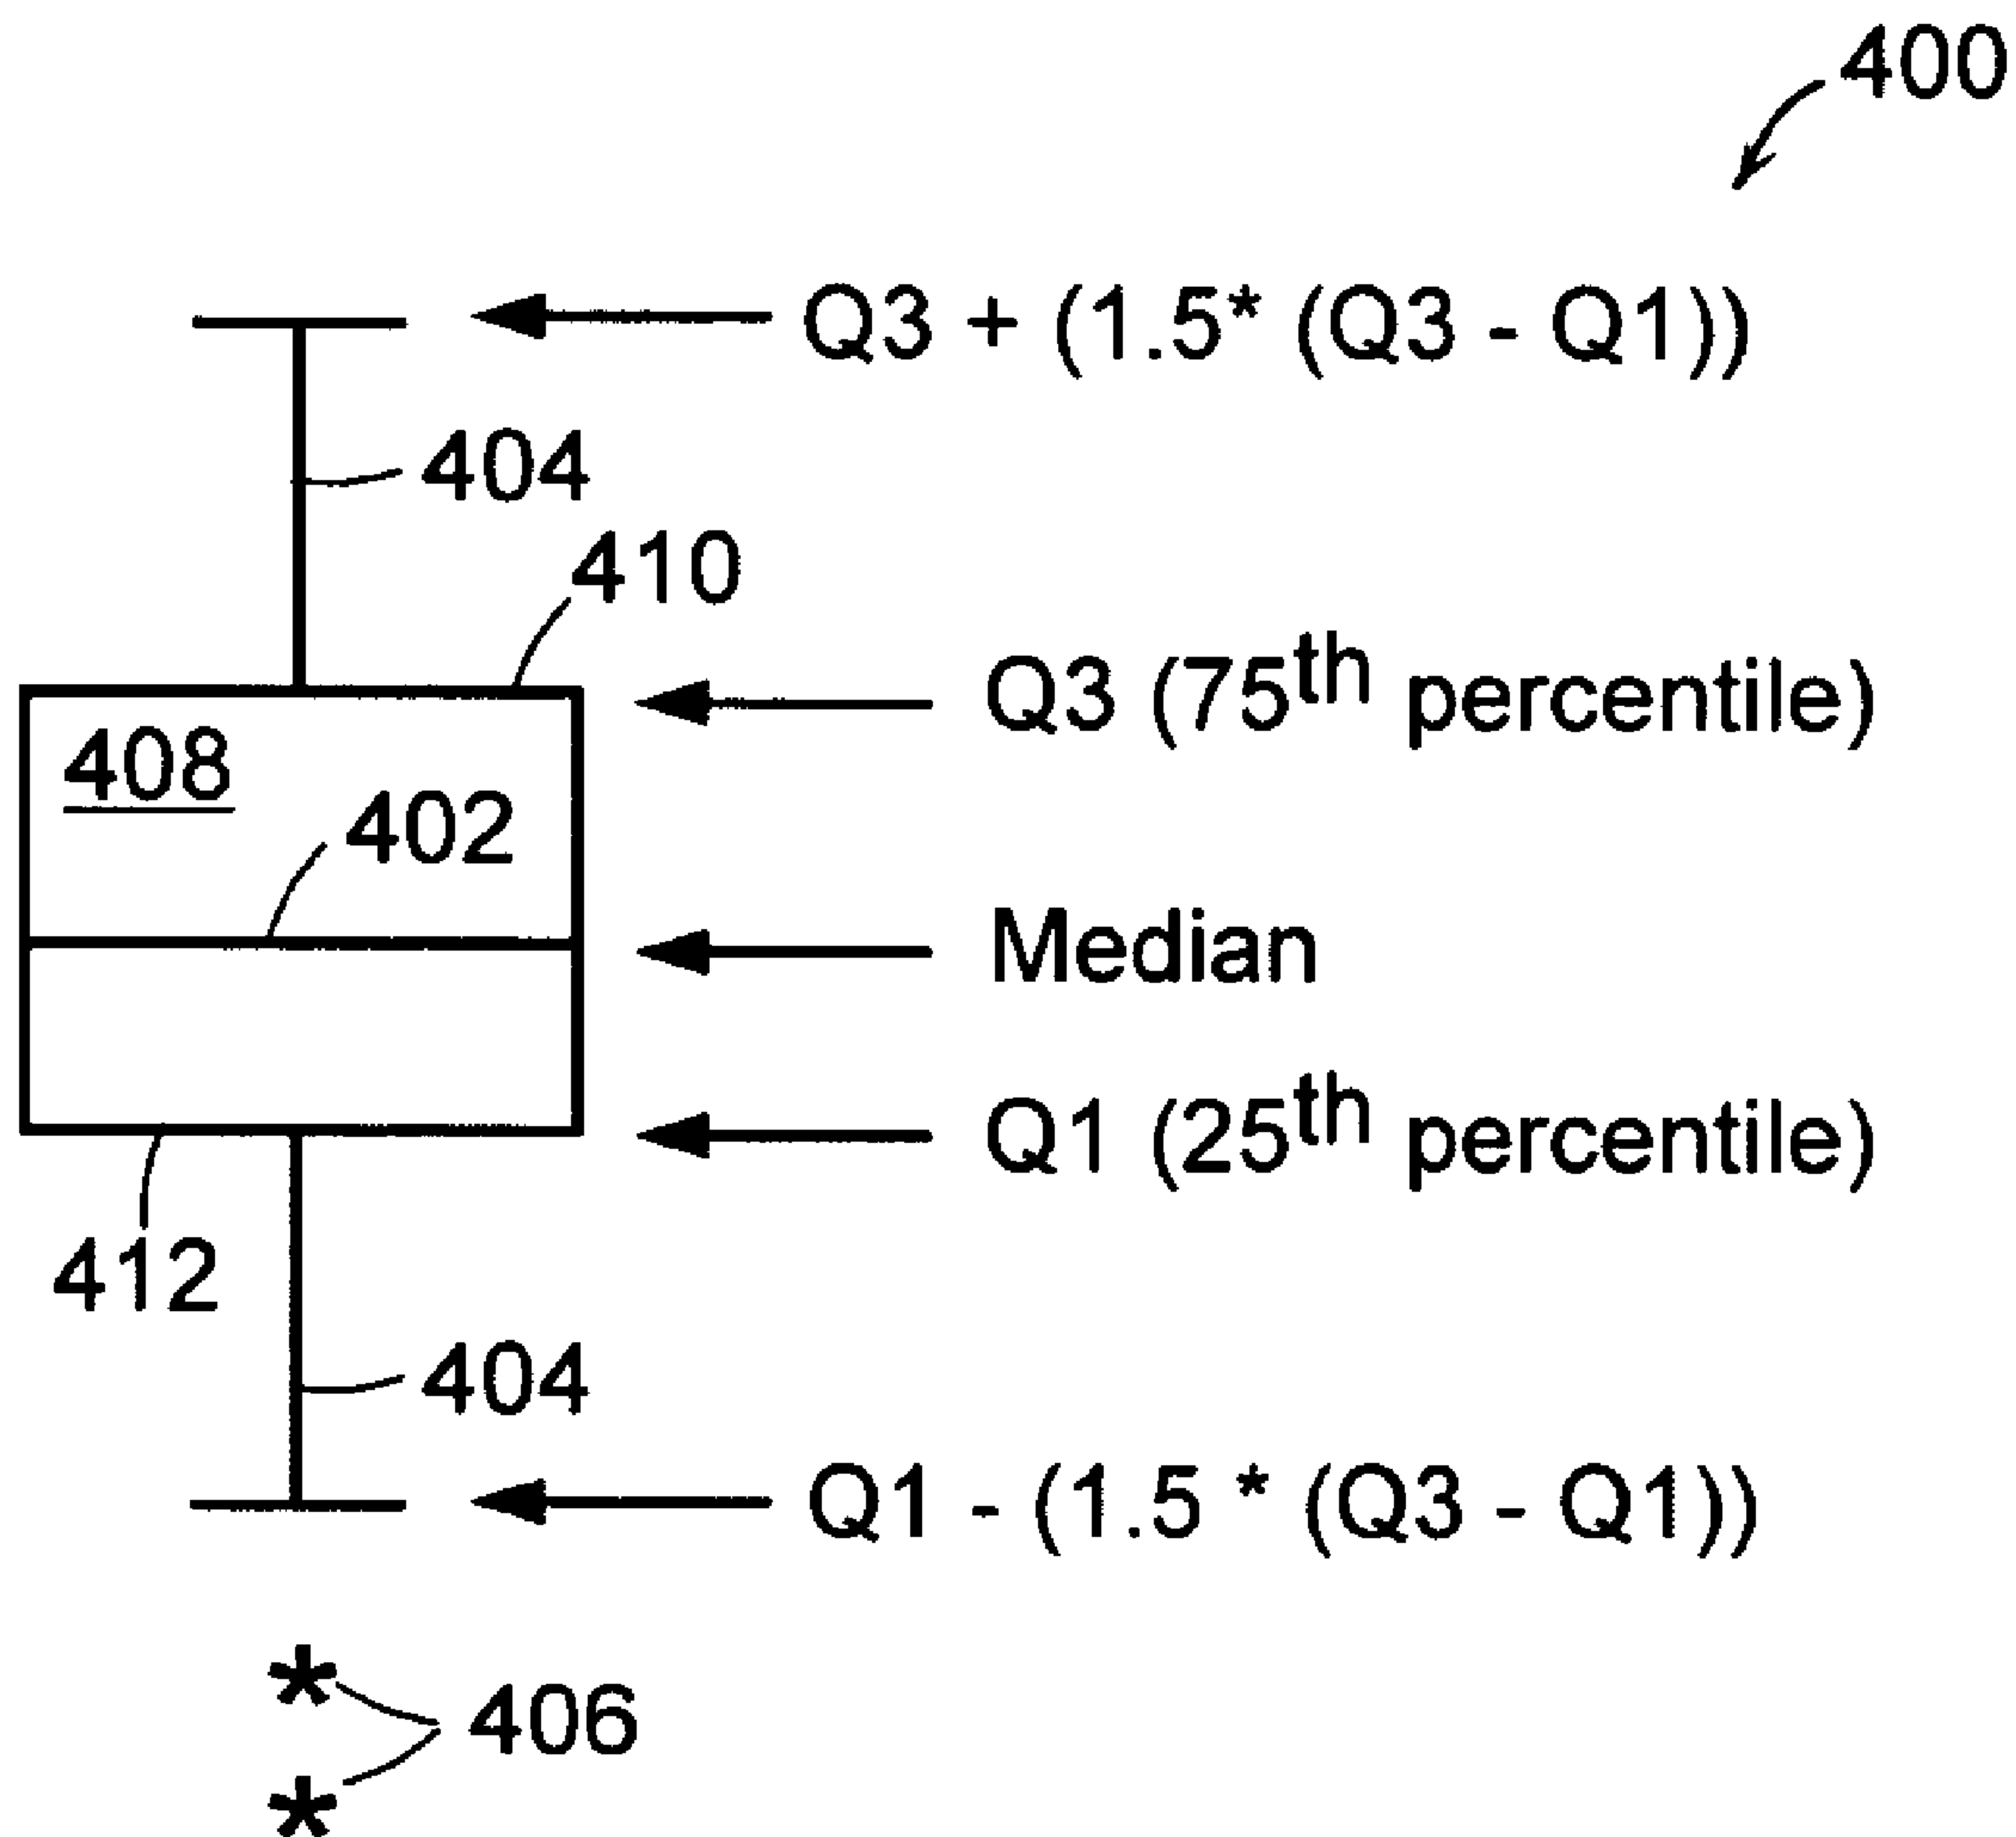 400
Q3 + (1.5* (Q3 - Q1))
404
410
Q3 (75th percentile)
408
402
Median
Q1 (25th percentile)
412
404
Q1 - (1.5 * (Q3 - Q1))
*
406
*